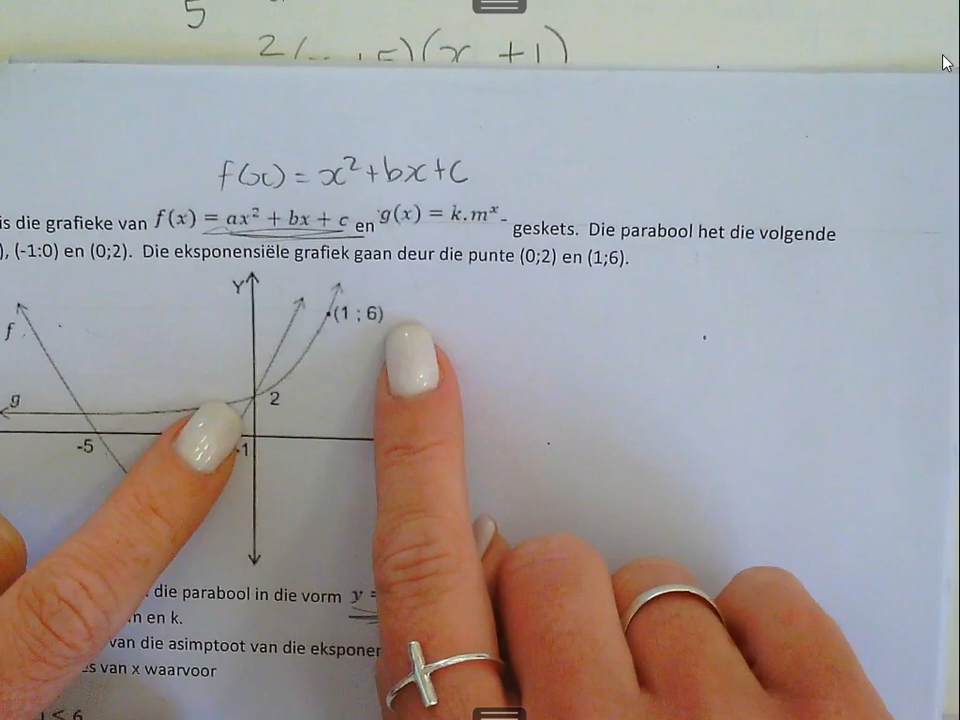 5
2( )(x +1)
f(x) = x² + bx + c
is die grafieke van f(x) = ax² + bx + c en g(x) = k.mˣ- geskets. Die parabool het die volgende
), (-1:0) en (0;2). Die eksponensiële grafiek gaan deur die punte (0;2) en (1;6).
Y
(1 ; 6)
f
g
2
-5
-1
die parabool in die vorm y =
n en k.
van die asimptoot van die eksponen
es van x waarvoor
≤ 6